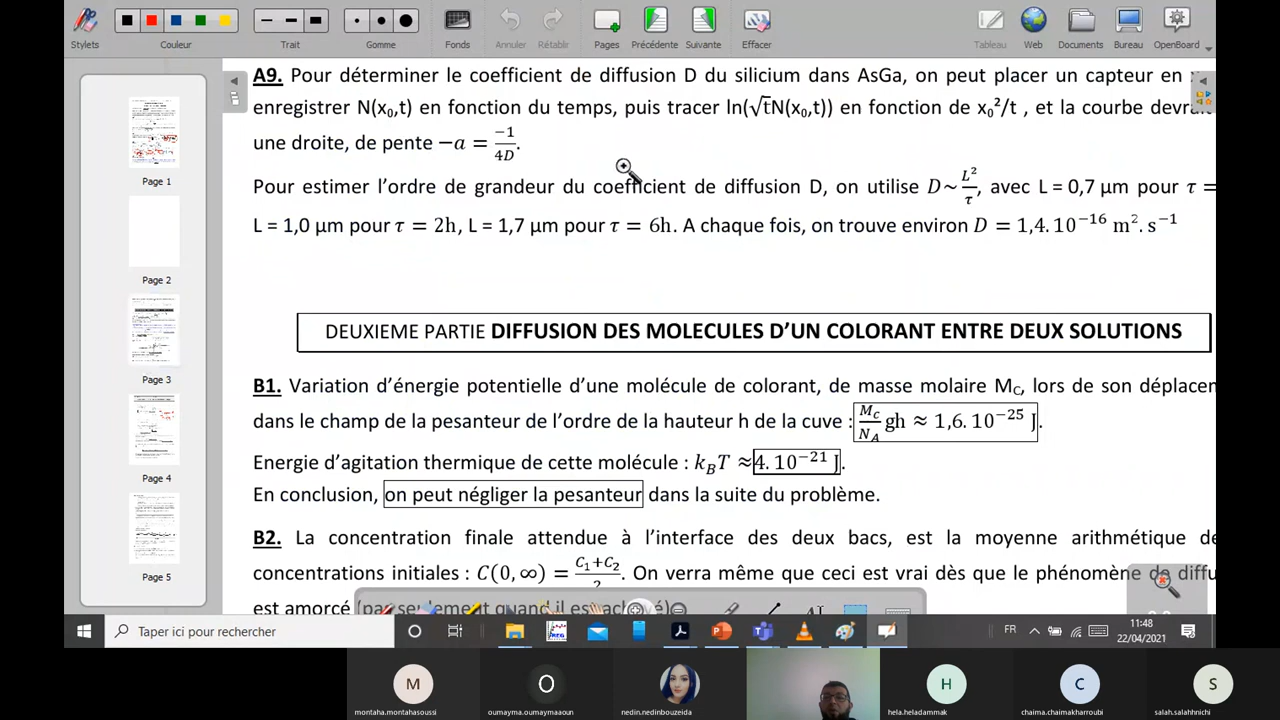 Stylets
Couleur
Trait
Gomme
Fonds
Annuler
Rétablir
Pages
Précédente
Suivante
Effacer
Tableau
Web
Documents
Bureau
OpenBoard
Page 1
Page 2
Page 3
Page 4
Page 5
A9. Pour déterminer le coefficient de diffusion D du silicium dans AsGa, on peut placer un capteur en
enregistrer N(x₀,t) en fonction du temps, puis tracer ln(√tN(x₀,t)) en fonction de x₀²/t , et la courbe devrait
une droite, de pente −a = −1/4D.
Pour estimer l’ordre de grandeur du coefficient de diffusion D, on utilise D~L²/τ, avec L = 0,7 μm pour τ =
L = 1,0 μm pour τ = 2h, L = 1,7 μm pour τ = 6h. A chaque fois, on trouve environ D = 1,4.10⁻¹⁶ m².s⁻¹
DEUXIEME PARTIE DIFFUSION DES MOLECULES D’UN COLORANT ENTRE DEUX SOLUTIONS
B1. Variation d’énergie potentielle d’une molécule de colorant, de masse molaire M_C, lors de son déplacem
dans le champ de la pesanteur de l’ordre de la hauteur h de la cuve : M_C/N_A gh ≈ 1,6.10⁻²⁵ J.
Energie d’agitation thermique de cette molécule : k_BT ≈ 4.10⁻²¹ J.
En conclusion, on peut négliger la pesanteur dans la suite du problème.
B2. La concentration finale attendue à l’interface des deux bacs, est la moyenne arithmétique de
concentrations initiales : C(0,∞) = C₁+C₂/2. On verra même que ceci est vrai dès que le phénomène de diffu
est amorcé (pas seulement quand il est achevé)
Taper ici pour rechercher
FR
11:48
22/04/2021
M
O
H
C
S
montaha.montahasoussi
oumayma.oumaymaaoun
nedin.nedinbouzeida
hela.heladammak
chaima.chaimakharroubi
salah.salahhnichi